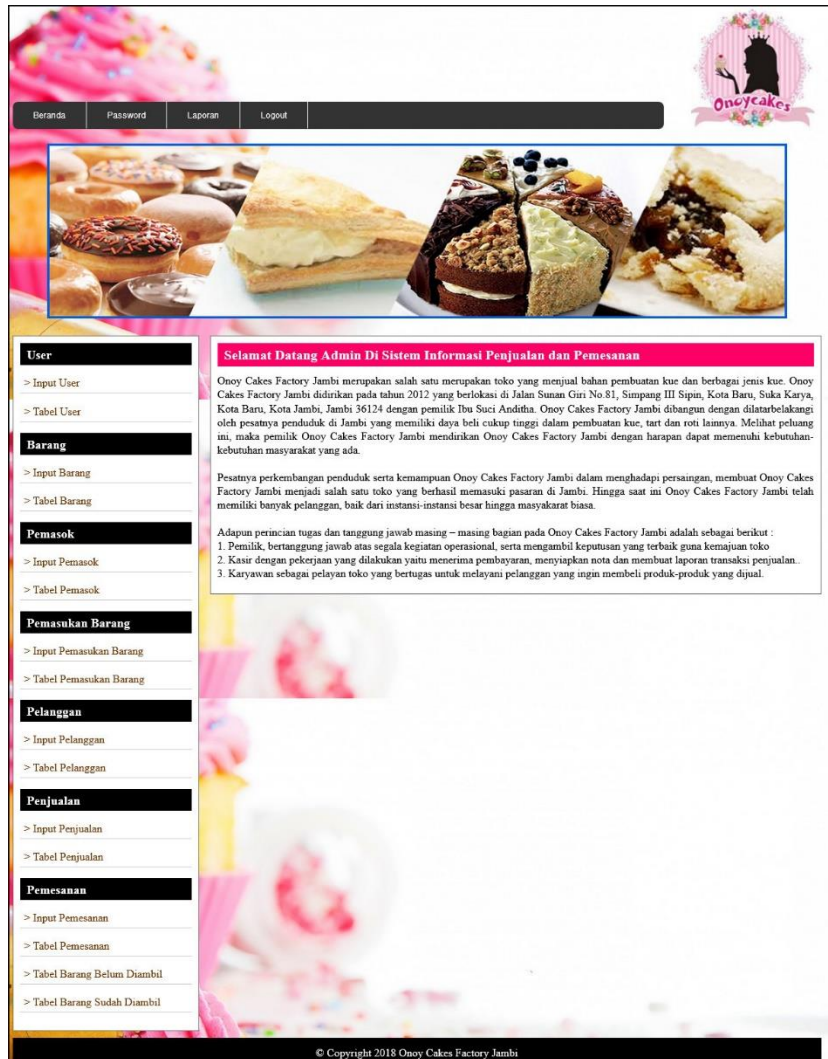 Onoycakes
Beranda Password Laporan Logout
User
> Input User
> Tabel User
Barang
> Input Barang
> Tabel Barang
Pemasok
> Input Pemasok
> Tabel Pemasok
Pemasukan Barang
> Input Pemasukan Barang
> Tabel Pemasukan Barang
Pelanggan
> Input Pelanggan
> Tabel Pelanggan
Penjualan
> Input Penjualan
> Tabel Penjualan
Pemesanan
> Input Pemesanan
> Tabel Pemesanan
> Tabel Barang Belum Diambil
> Tabel Barang Sudah Diambil
Selamat Datang Admin Di Sistem Informasi Penjualan dan Pemesanan
Onoy Cakes Factory Jambi merupakan salah satu merupakan toko yang menjual bahan pembuatan kue dan berbagai jenis kue. Onoy
Cakes Factory Jambi didirikan pada tahun 2012 yang berlokasi di Jalan Sunan Giri No.81, Simpang III Sipin, Kota Baru, Suka Karya,
Kota Baru, Kota Jambi, Jambi 36124 dengan pemilik Ibu Suci Anditha. Onoy Cakes Factory Jambi dibangun dengan dilatarbelakangi
oleh pesatnya penduduk di Jambi yang memiliki daya beli cukup tinggi dalam pembuatan kue, tart dan roti lainnya. Melihat peluang
ini, maka pemilik Onoy Cakes Factory Jambi mendirikan Onoy Cakes Factory Jambi dengan harapan dapat memenuhi kebutuhan-
kebutuhan masyarakat yang ada.
Pesatnya perkembangan penduduk serta kemampuan Onoy Cakes Factory Jambi dalam menghadapi persaingan, membuat Onoy Cakes
Factory Jambi menjadi salah satu toko yang berhasil memasuki pasaran di Jambi. Hingga saat ini Onoy Cakes Factory Jambi telah
memiliki banyak pelanggan, baik dari instansi-instansi besar hingga masyakarat biasa.
Adapun perincian tugas dan tanggung jawab masing – masing bagian pada Onoy Cakes Factory Jambi adalah sebagai berikut :
1. Pemilik, bertanggung jawab atas segala kegiatan operasional, serta mengambil keputusan yang terbaik guna kemajuan toko
2. Kasir dengan pekerjaan yang dilakukan yaitu menerima pembayaran, menyiapkan nota dan membuat laporan transaksi penjualan..
3. Karyawan sebagai pelayan toko yang bertugas untuk melayani pelanggan yang ingin membeli produk-produk yang dijual.
© Copyright 2018 Onoy Cakes Factory Jambi